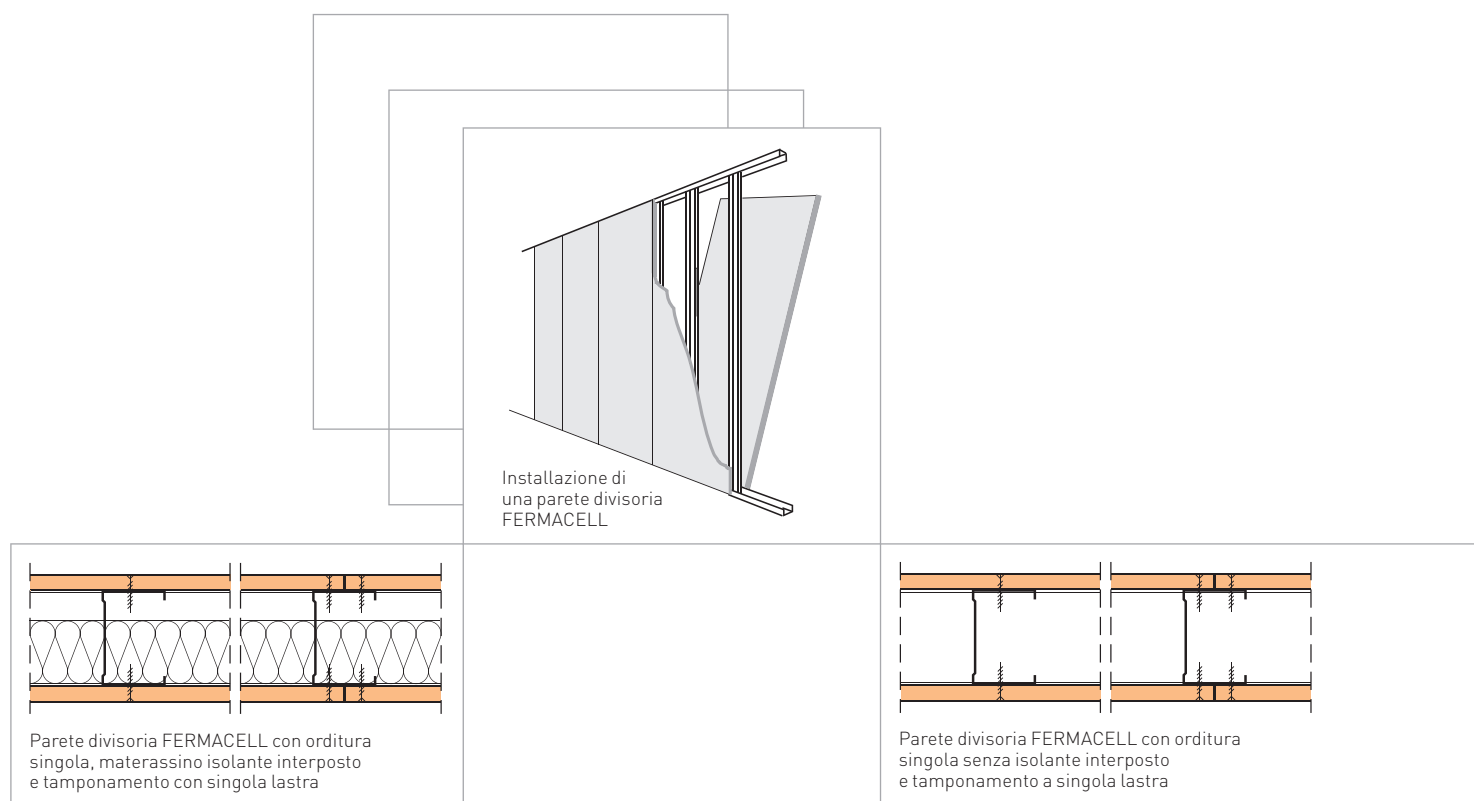 Installazione di
una parete divisoria
FERMACELL
Parete divisoria FERMACELL con orditura
singola, materassino isolante interposto
e tamponamento con singola lastra
Parete divisoria FERMACELL con orditura
singola senza isolante interposto
e tamponamento a singola lastra